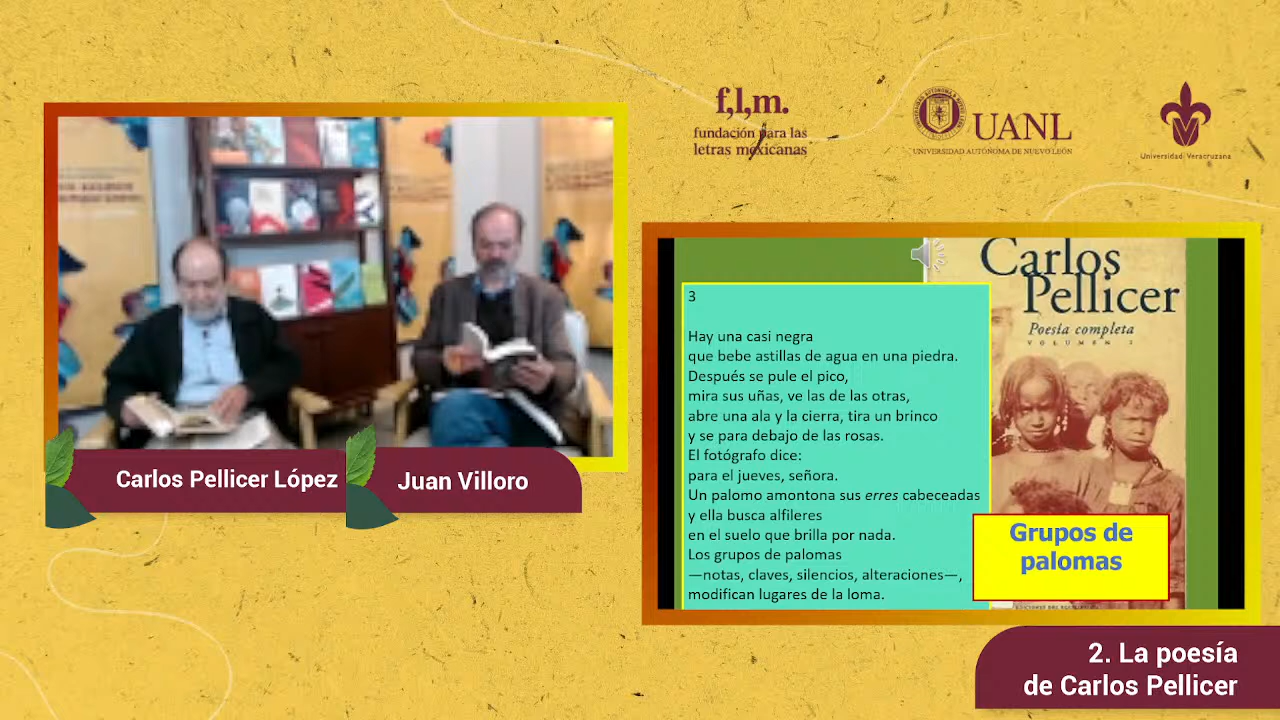 f,l,m.
fundación para las
letras mexicanas
UANL
UNIVERSIDAD AUTÓNOMA DE NUEVO LEÓN
Universidad Veracruzana
Carlos Pellicer López
Juan Villoro
Carlos
Pellicer
Poesía completa
VOLUMEN I
3
Hay una casi negra
que bebe astillas de agua en una piedra.
Después se pule el pico,
mira sus uñas, ve las de las otras,
abre una ala y la cierra, tira un brinco
y se para debajo de las rosas.
El fotógrafo dice:
para el jueves, señora.
Un palomo amontona sus erres cabeceadas
y ella busca alfileres
en el suelo que brilla por nada.
Los grupos de palomas
—notas, claves, silencios, alteraciones—,
modifican lugares de la loma.
Grupos de
palomas
2. La poesía
de Carlos Pellicer